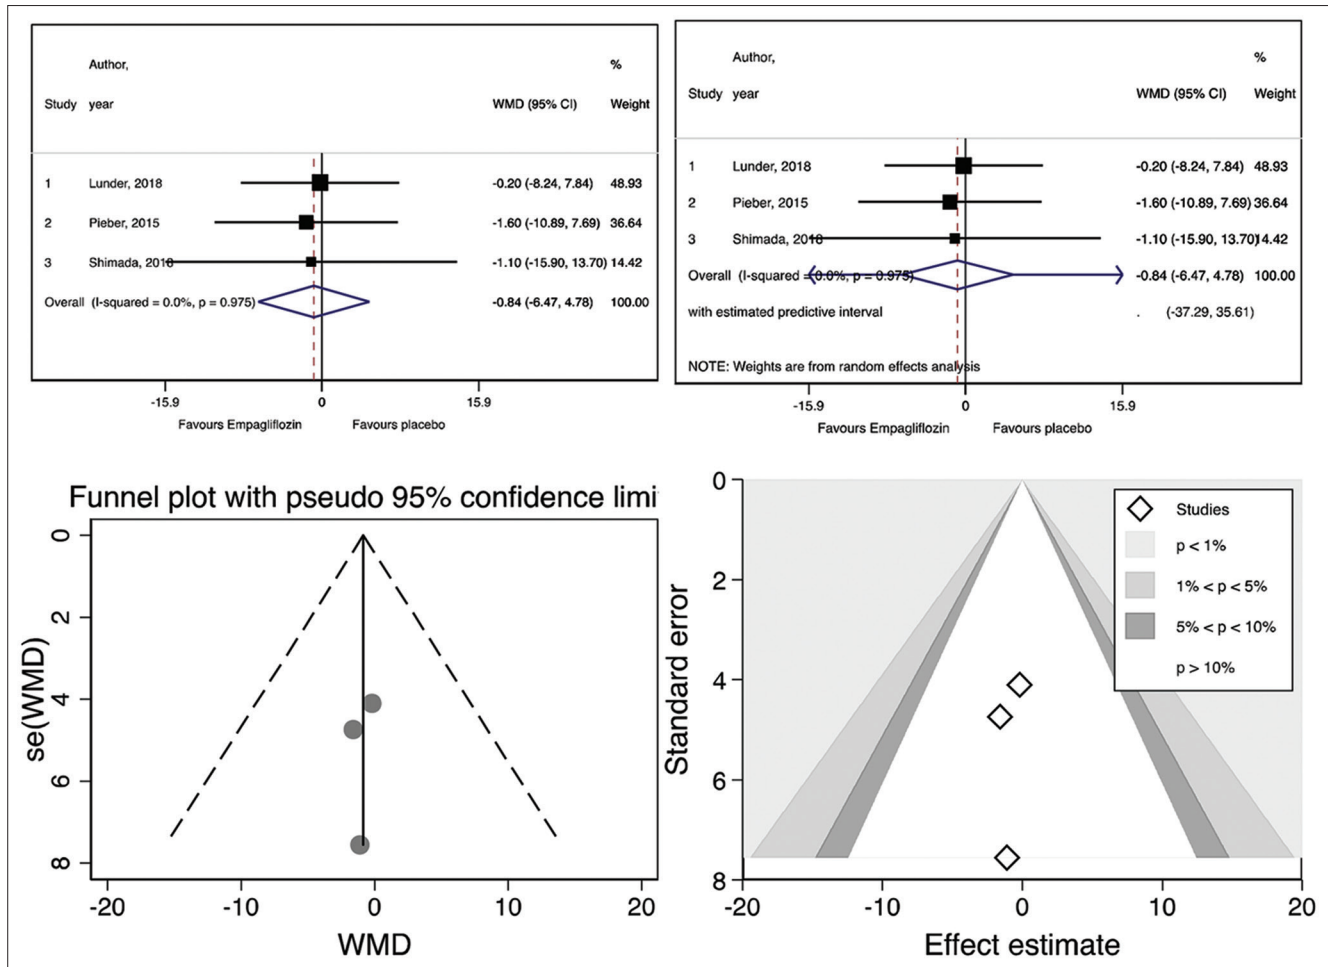 Author,
%
Study year WMD (95% CI) Weight
1 Lunder, 2018 -0.20 (-8.24, 7.84) 48.93
2 Pieber, 2015 -1.60 (-10.89, 7.69) 36.64
3 Shimada, 2018 -1.10 (-15.90, 13.70) 14.42
Overall (I-squared = 0.0%, p = 0.975) -0.84 (-6.47, 4.78) 100.00
-15.9 0 15.9
Favours Empagliflozin Favours placebo
Author,
%
Study year WMD (95% CI) Weight
1 Lunder, 2018 -0.20 (-8.24, 7.84) 48.93
2 Pieber, 2015 -1.60 (-10.89, 7.69) 36.64
3 Shimada, 2018 -1.10 (-15.90, 13.70) 14.42
Overall (I-squared = 0.0%, p = 0.975) -0.84 (-6.47, 4.78) 100.00
with estimated predictive interval . (-37.29, 35.61)
NOTE: Weights are from random effects analysis
-15.9 0 15.9
Favours Empagliflozin Favours placebo
Funnel plot with pseudo 95% confidence limi
se(WMD)
0
2
4
6
8
-20 -10 0 10 20
WMD
Standard error
0
2
4
6
8
Studies
p < 1%
1% < p < 5%
5% < p < 10%
p > 10%
-20 -10 0 10 20
Effect estimate